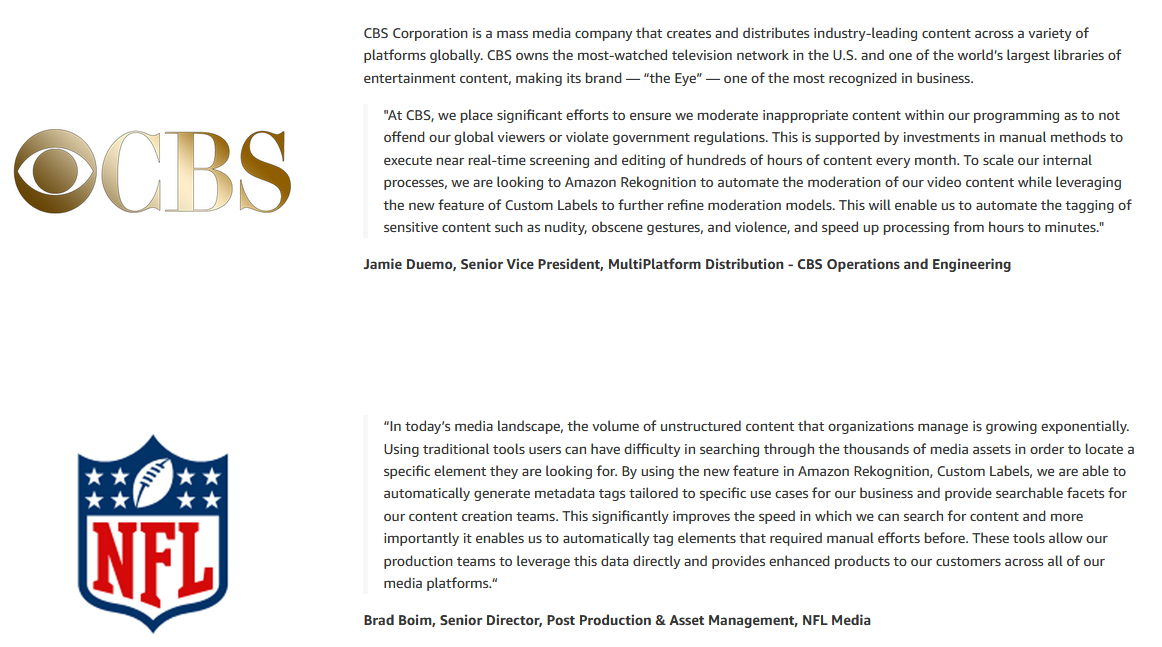 CBS Corporation is a mass media company that creates and distributes industry-leading content across a variety of
platforms globally. CBS owns the most-watched television network in the U.S. and one of the world's largest libraries of
entertainment content, making its brand — “the Eye” — one of the most recognized in business.
CBS
"At CBS, we place significant efforts to ensure we moderate inappropriate content within our programming as to not
offend our global viewers or violate government regulations. This is supported by investments in manual methods to
execute near real-time screening and editing of hundreds of hours of content every month. To scale our internal
processes, we are looking to Amazon Rekognition to automate the moderation of our video content while leveraging
the new feature of Custom Labels to further refine moderation models. This will enable us to automate the tagging of
sensitive content such as nudity, obscene gestures, and violence, and speed up processing from hours to minutes."
Jamie Duemo, Senior Vice President, MultiPlatform Distribution - CBS Operations and Engineering
NFL
“In today’s media landscape, the volume of unstructured content that organizations manage is growing exponentially.
Using traditional tools users can have difficulty in searching through the thousands of media assets in order to locate a
specific element they are looking for. By using the new feature in Amazon Rekognition, Custom Labels, we are able to
automatically generate metadata tags tailored to specific use cases for our business and provide searchable facets for
our content creation teams. This significantly improves the speed in which we can search for content and more
importantly it enables us to automatically tag elements that required manual efforts before. These tools allow our
production teams to leverage this data directly and provides enhanced products to our customers across all of our
media platforms.“
Brad Boim, Senior Director, Post Production & Asset Management, NFL Media